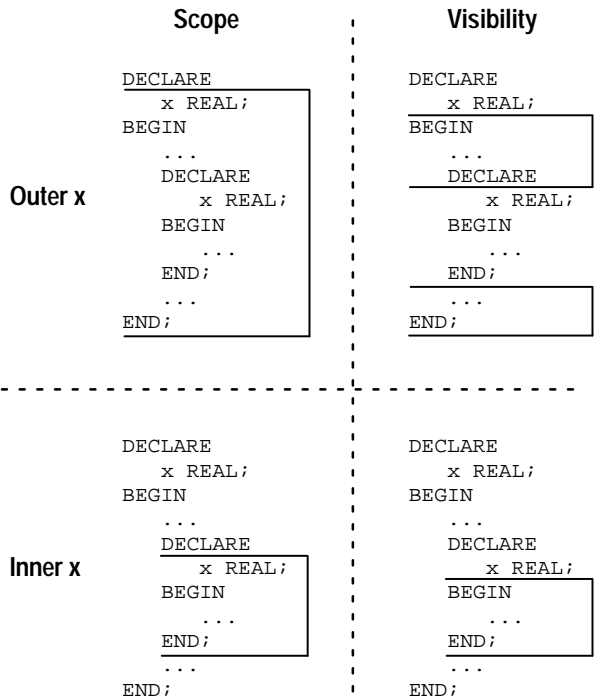 Scope
Visibility
Outer x
DECLARE
x REAL;
BEGIN
...
DECLARE
x REAL;
BEGIN
...
END;
...
END;
DECLARE
x REAL;
BEGIN
...
DECLARE
x REAL;
BEGIN
...
END;
...
END;
Inner x
DECLARE
x REAL;
BEGIN
...
DECLARE
x REAL;
BEGIN
...
END;
...
END;
DECLARE
x REAL;
BEGIN
...
DECLARE
x REAL;
BEGIN
...
END;
...
END;